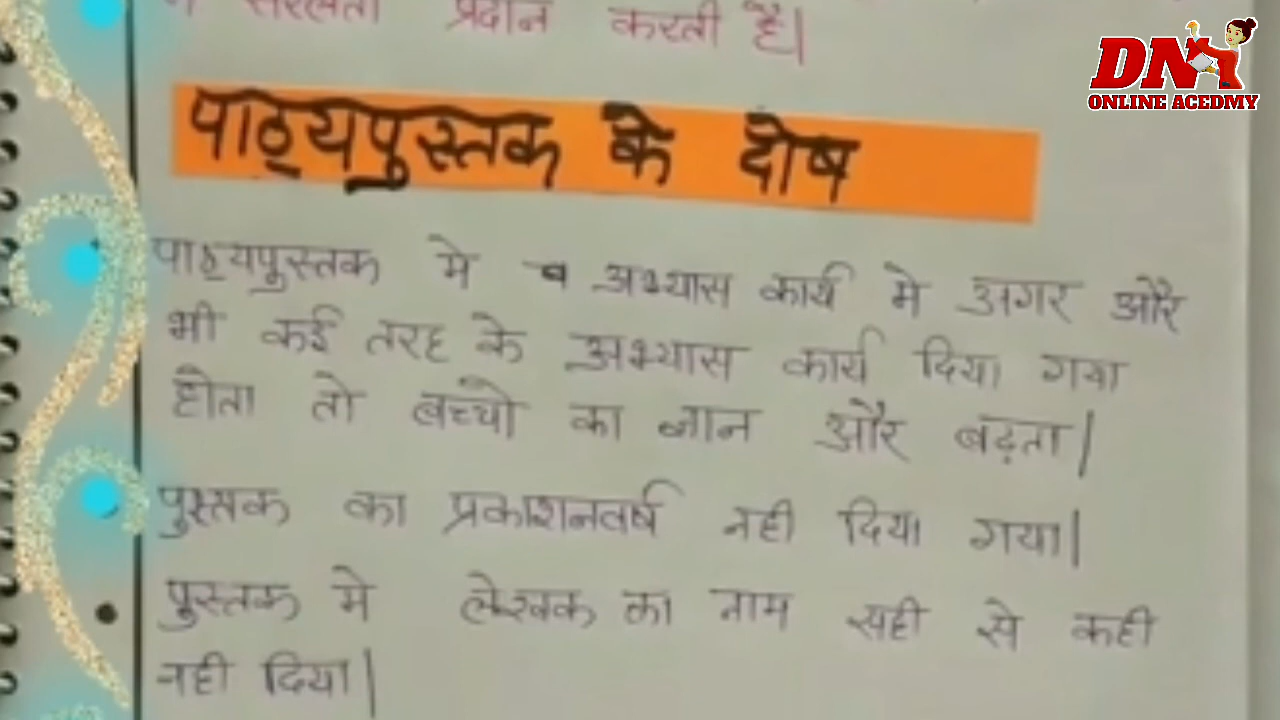 में सरलता प्रदान करती है।
DN
ONLINE ACEDMY
पाठ्यपुस्तक के दोष
पाठ्यपुस्तक मे व अभ्यास कार्य मे अगर और
भी कई तरह के अभ्यास कार्य दिया गया
होता तो बच्चो का ज्ञान और बढ़ता।
पुस्तक का प्रकाशनवर्ष नही दिया गया।
पुस्तक मे लेखक का नाम सही से कही
नही दिया।